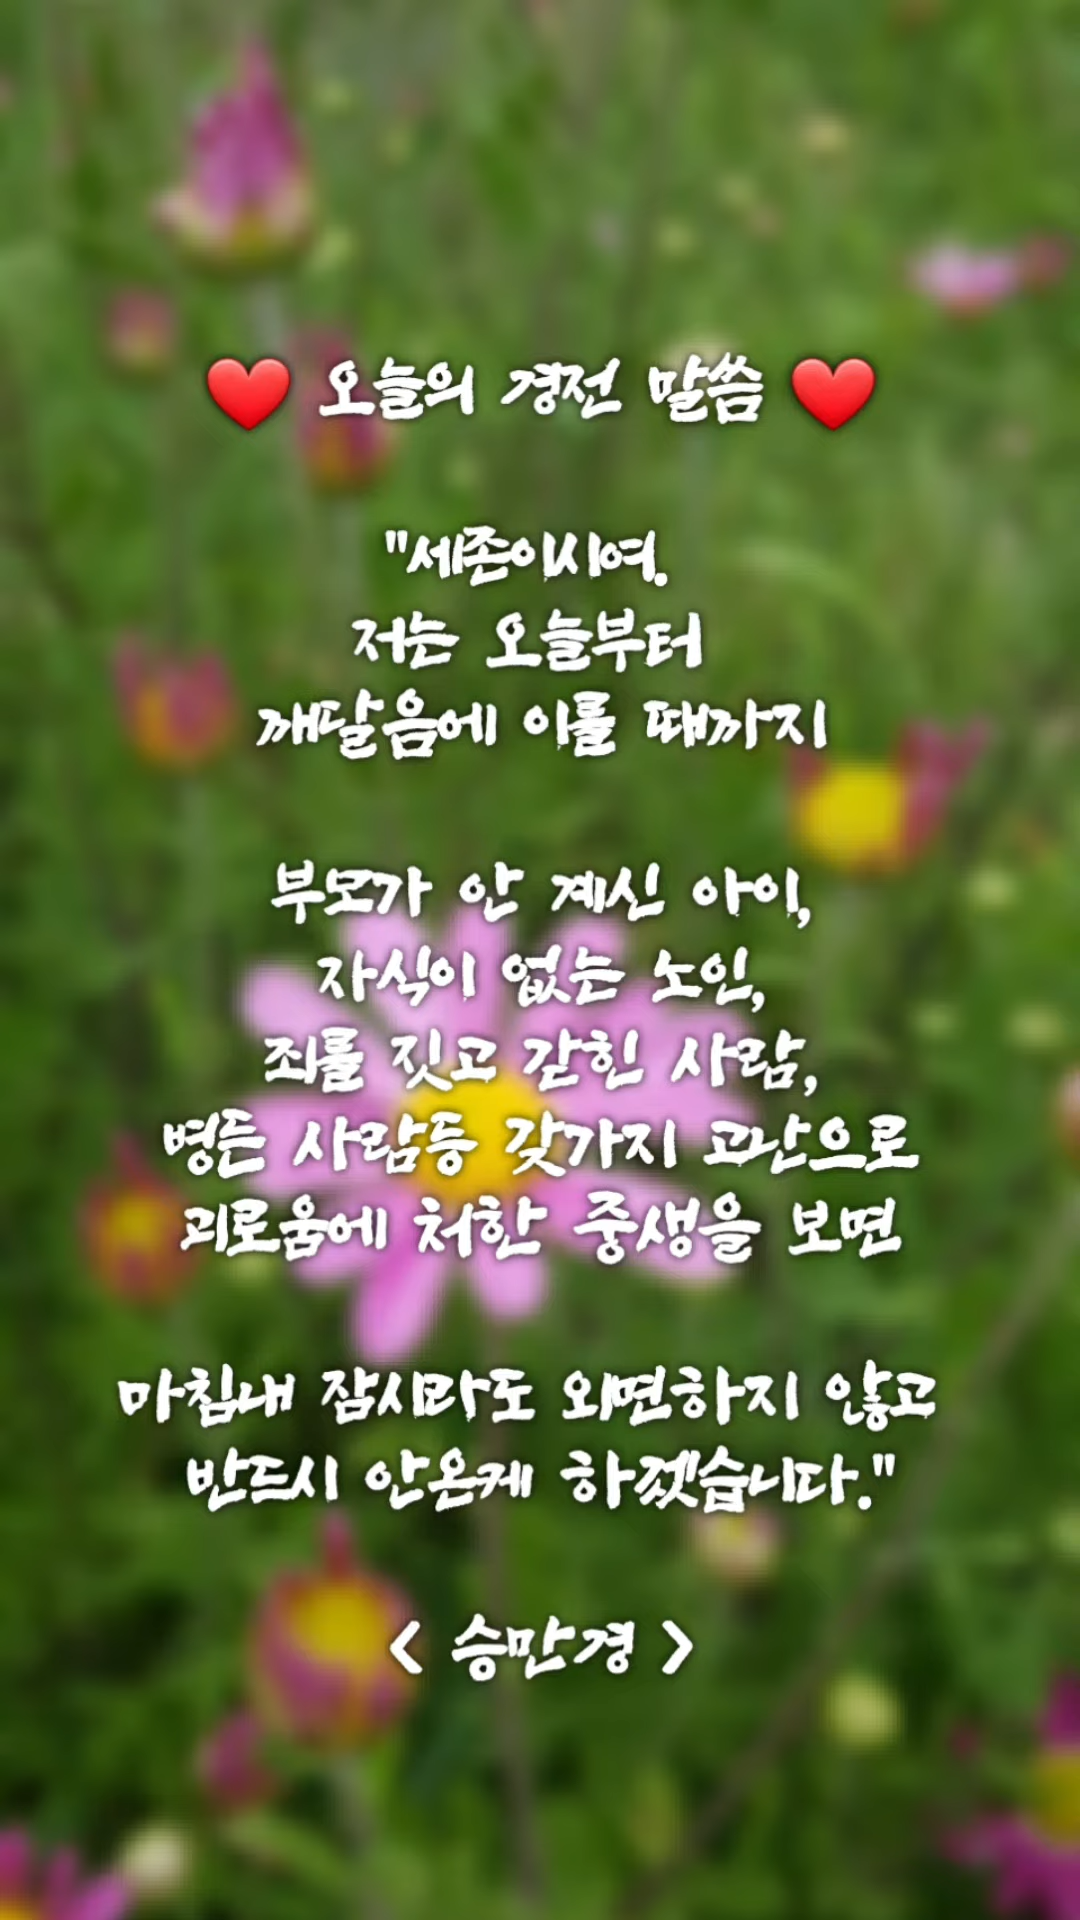 ❤️ 오늘의 경전 말씀 ❤️
"세존이시여.
저는 오늘부터
깨달음에 이를 때까지
부모가 안 계신 아이,
자식이 없는 노인,
죄를 짓고 갇힌 사람,
병든 사람등 갖가지 고난으로
괴로움에 처한 중생을 보면
마침내 잠시라도 외면하지 않고
반드시 안온케 하겠습니다."
< 승만경 >